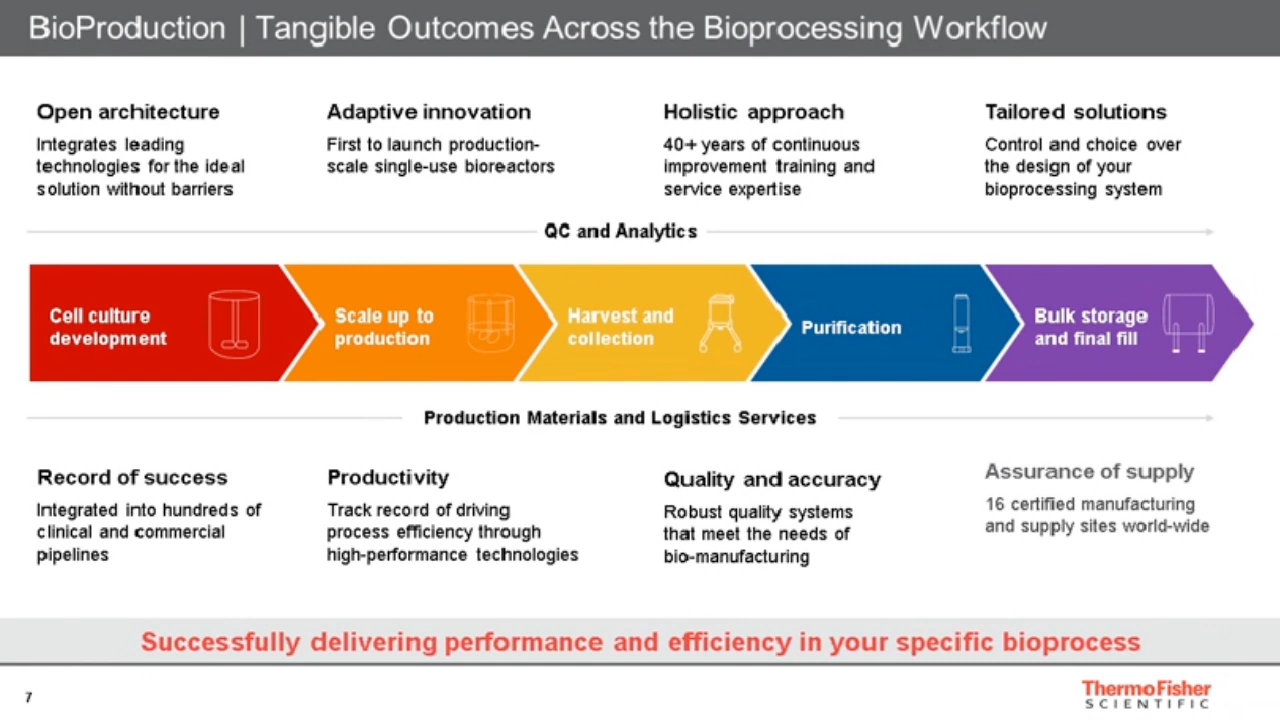 BioProduction | Tangible Outcomes Across the Bioprocessing Workflow
Open architecture
Integrates leading
technologies for the ideal
solution without barriers
Adaptive innovation
First to launch production-
scale single-use bioreactors
Holistic approach
40+ years of continuous
improvement training and
service expertise
Tailored solutions
Control and choice over
the design of your
bioprocessing system
QC and Analytics
Cell culture
development
Scale up to
production
Harvest and
collection
Purification
Bulk storage
and final fill
Production Materials and Logistics Services
Record of success
Integrated into hundreds of
clinical and commercial
pipelines
Productivity
Track record of driving
process efficiency through
high-performance technologies
Quality and accuracy
Robust quality systems
that meet the needs of
bio-manufacturing
Assurance of supply
16 certified manufacturing
and supply sites world-wide
Successfully delivering performance and efficiency in your specific bioprocess
7
ThermoFisher
SCIENTIFIC